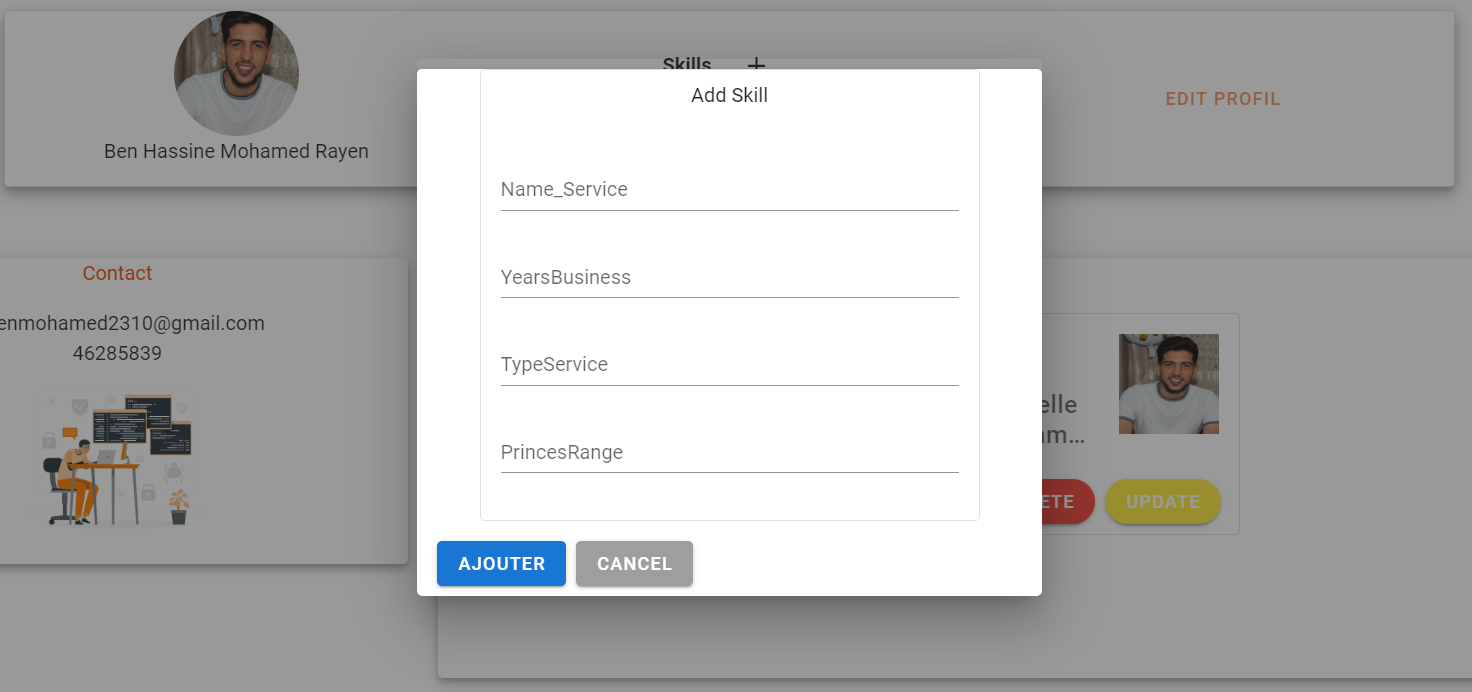 Skills +
Ben Hassine Mohamed Rayen
EDIT PROFIL
Add Skill
Name_Service
YearsBusiness
TypeService
PrincesRange
AJOUTER
CANCEL
Contact
enmohamed2310@gmail.com
46285839
elle
am...
ETE
UPDATE